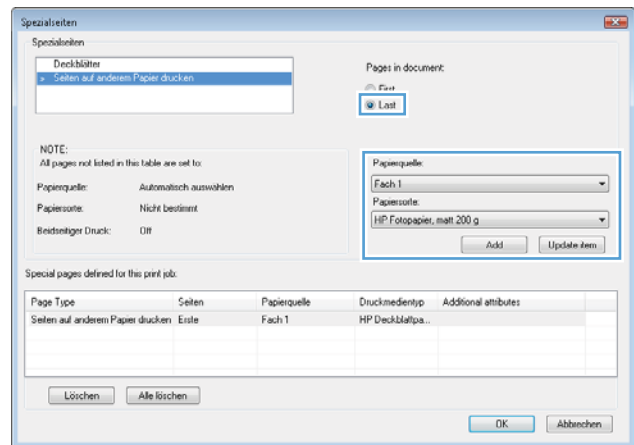 Spezialseiten
Spezialseiten
Deckblätter
> Seiten auf anderem Papier drucken
Pages in document:
First
Last
NOTE:
All pages not listed in this table are set to:
Papierquelle: Automatisch auswählen
Papiersorte: Nicht bestimmt
Beidseitiger Druck: Off
Papierquelle:
Fach 1
Papiersorte:
HP Fotopapier, matt 200 g
Add Update item
Special pages defined for this print job:
Page Type Seiten Papierquelle Druckmedientyp Additional attributes
Seiten auf anderem Papier drucken Erste Fach 1 HP Deckblattpa...
Löschen Alle löschen
OK Abbrechen